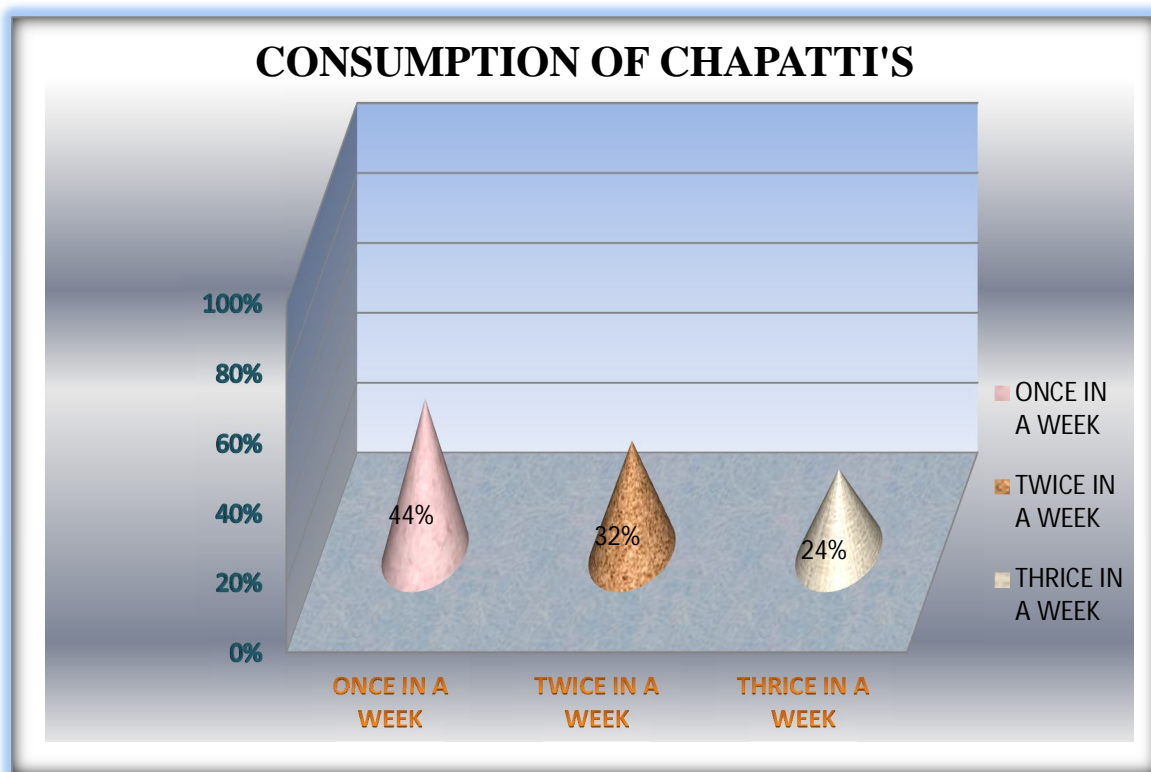 CONSUMPTION OF CHAPATTI'S
100%
80%
60%
40%
20%
0%
44%
32%
24%
ONCE IN A
WEEK
TWICE IN A
WEEK
THRICE IN A
WEEK
ONCE IN
A WEEK
TWICE IN
A WEEK
THRICE IN
A WEEK